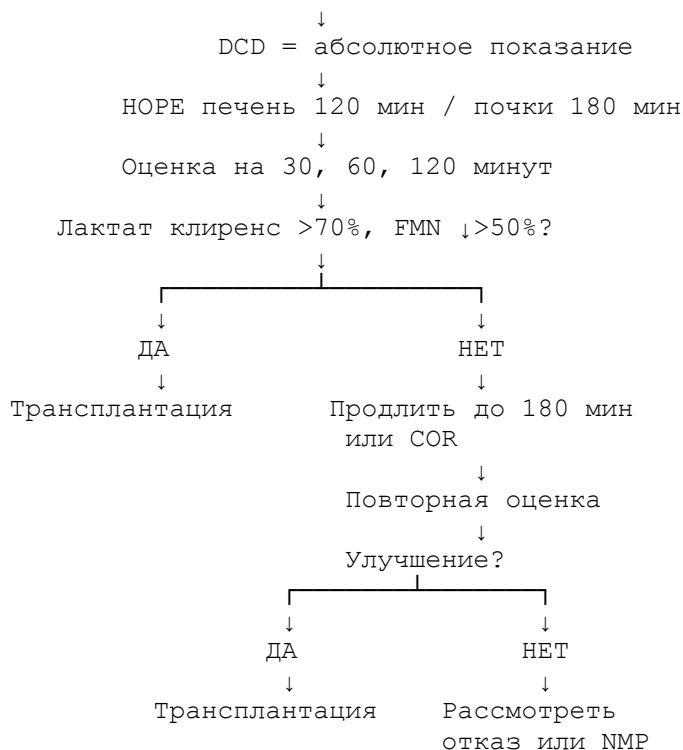 ↓
DCD = абсолютное показание
↓
HOPE печень 120 мин / почки 180 мин
↓
Оценка на 30, 60, 120 минут
↓
Лактат клиренс >70%, FMN ↓>50%?
↓
↓ ↓
ДА НЕТ
↓ ↓
Трансплантация Продлить до 180 мин
или COR
↓
Повторная оценка
↓
Улучшение?
↓ ↓
ДА НЕТ
↓ ↓
Трансплантация Рассмотреть
отказ или NMP